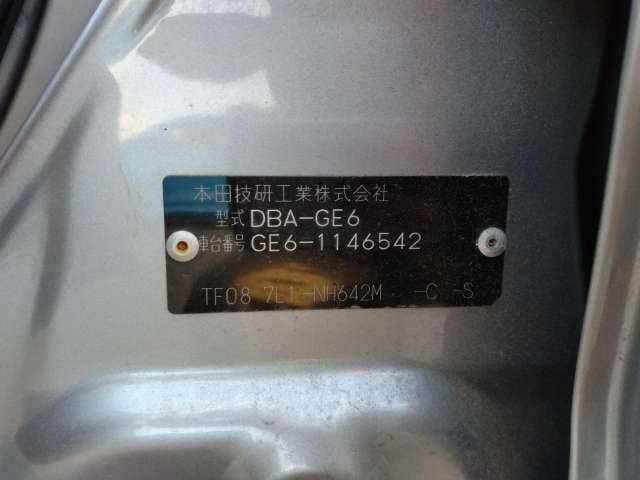 本田技研工業株式会社
型式 DBA-GE6
車台番号 GE6-1146542
TF08 7L1-NH642M -C -S